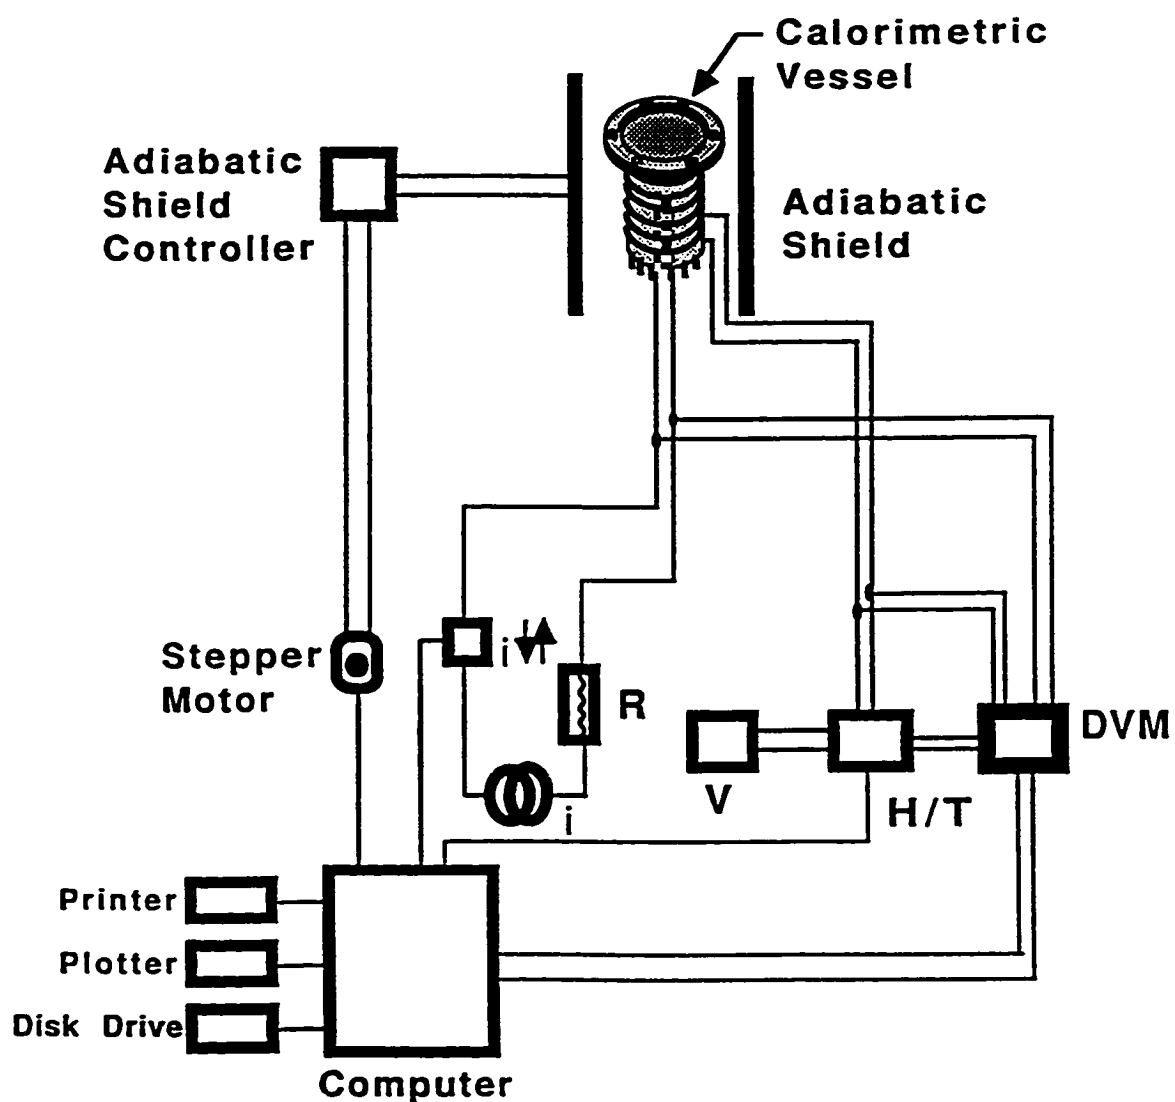 Calorimetric
Vessel
Adiabatic
Shield
Controller
Adiabatic
Shield
Stepper
Motor
i
R
DVM
V
H/T
i
Printer
Plotter
Disk Drive
Computer